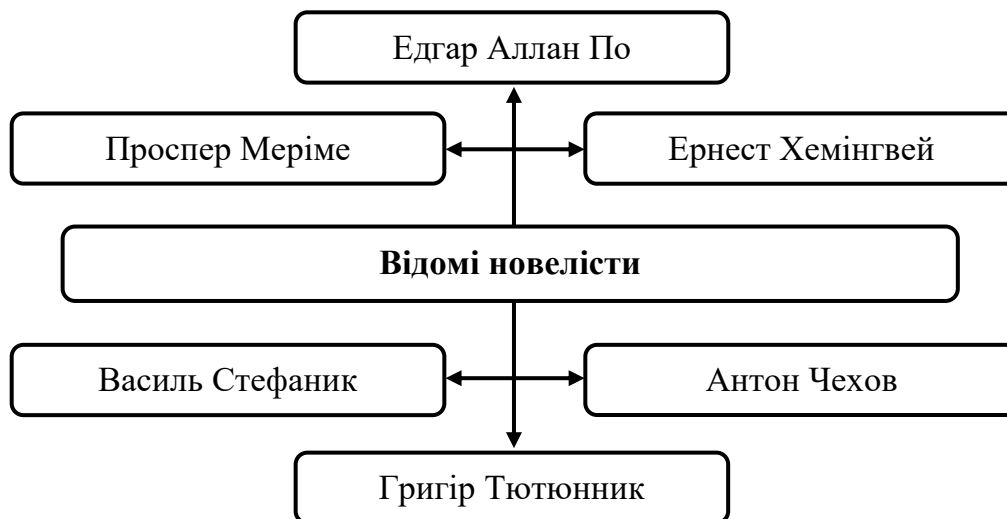 Едгар Аллан По
Проспер Меріме
Ернест Хемінгвей
Відомі новелісти
Василь Стефаник
Антон Чехов
Григір Тютюнник